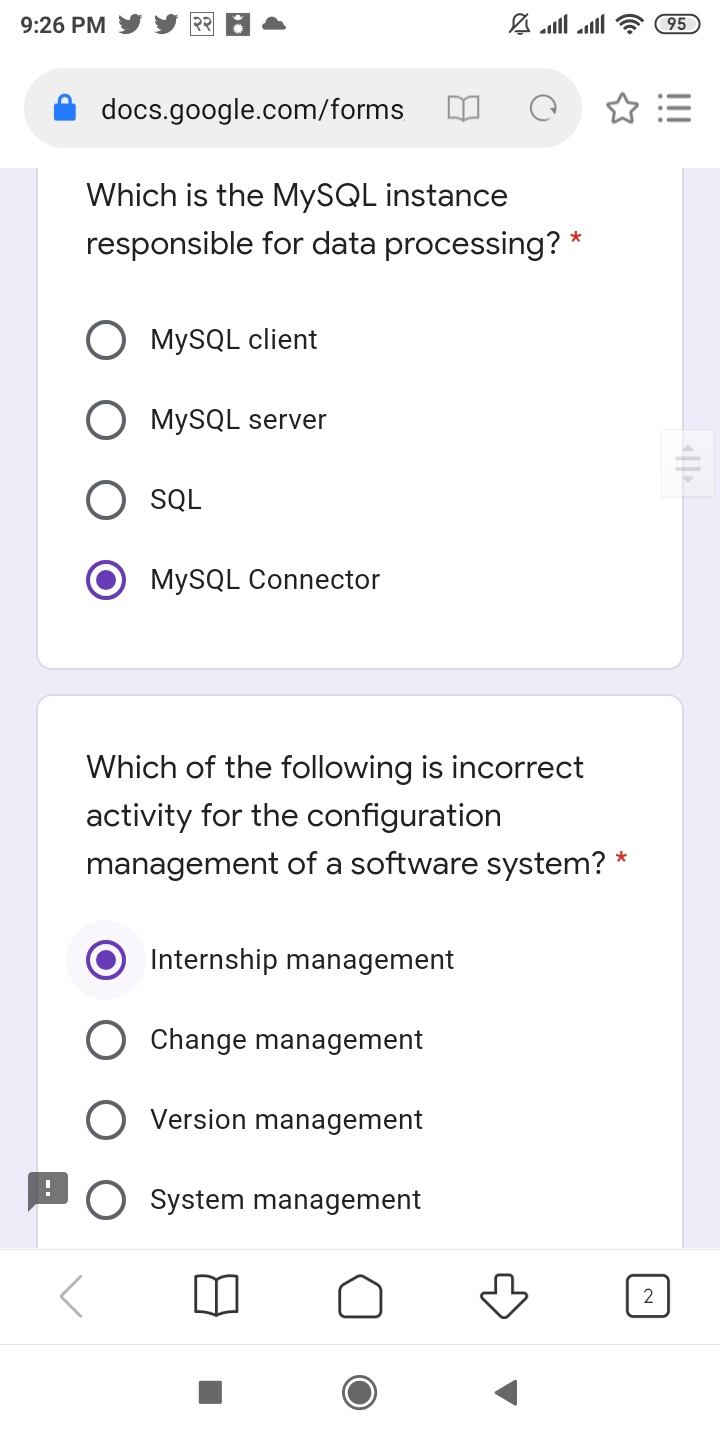 9:26 PM
रर
95
docs.google.com/forms
Which is the MySQL instance
responsible for data processing? *
MySQL client
MySQL server
SQL
MySQL Connector
Which of the following is incorrect
activity for the configuration
management of a software system? *
Internship management
Change management
Version management
System management
2